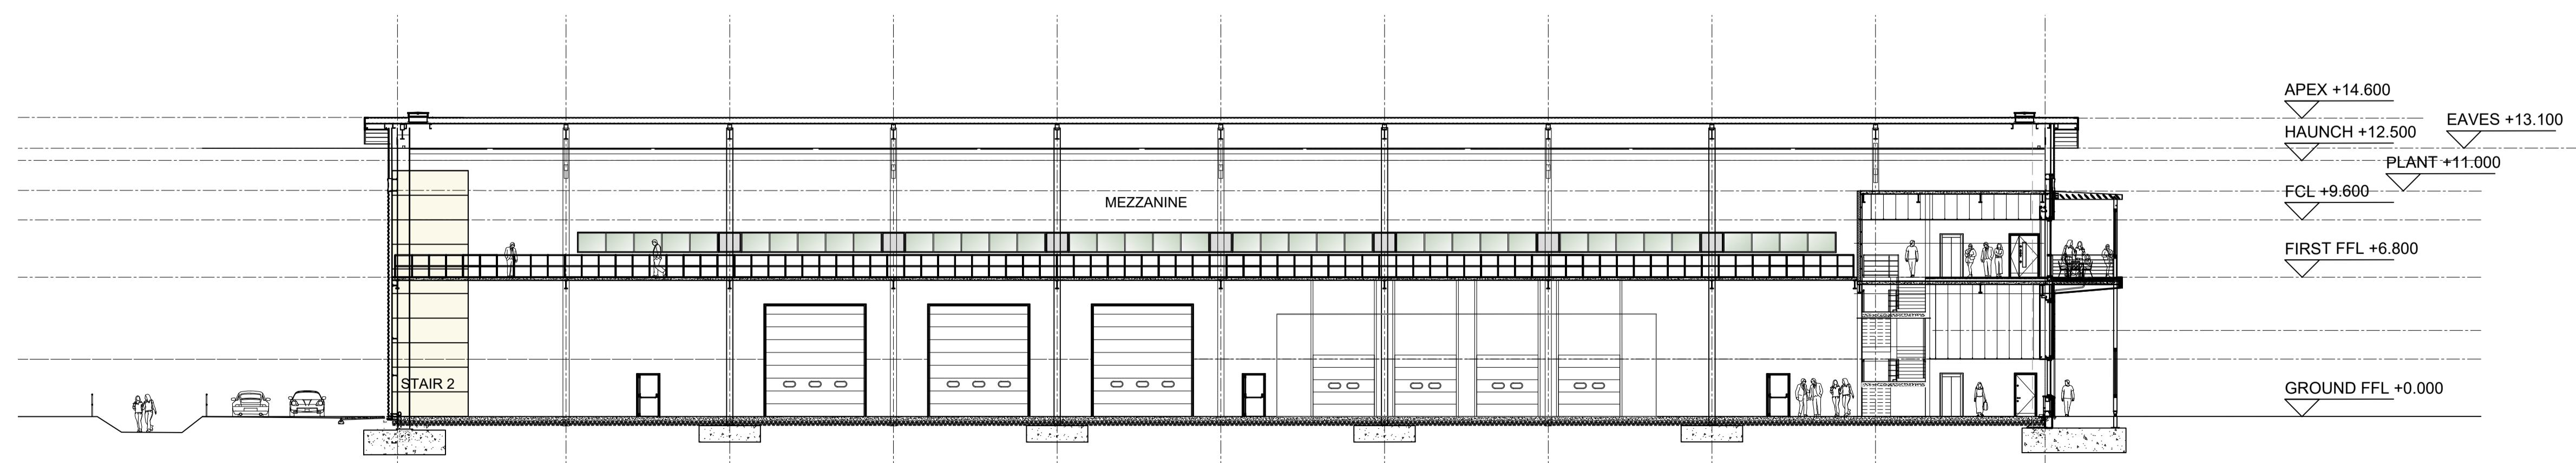 APEX +14.600
EAVES +13.100
HAUNCH +12.500
PLANT +11.000
FCL +9.600
MEZZANINE
FIRST FFL +6.800
STAIR 2
GROUND FFL +0.000